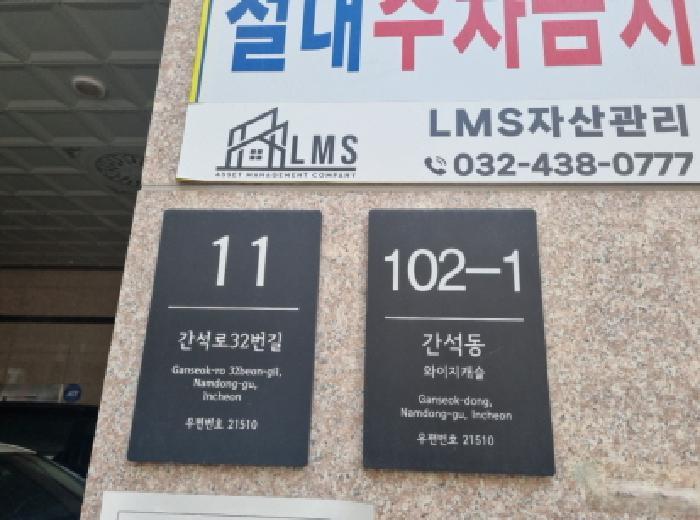 절대주차금지
LMS
ASSET MANAGEMENT COMPANY
LMS자산관리
032-438-0777
11
간석로32번길
Ganseok-ro 32beon-gil,
Namdong-gu,
Incheon
우편번호 21510
102-1
간석동
와이지캐슬
Ganseok-dong,
Namdong-gu, Incheon
우편번호 21510